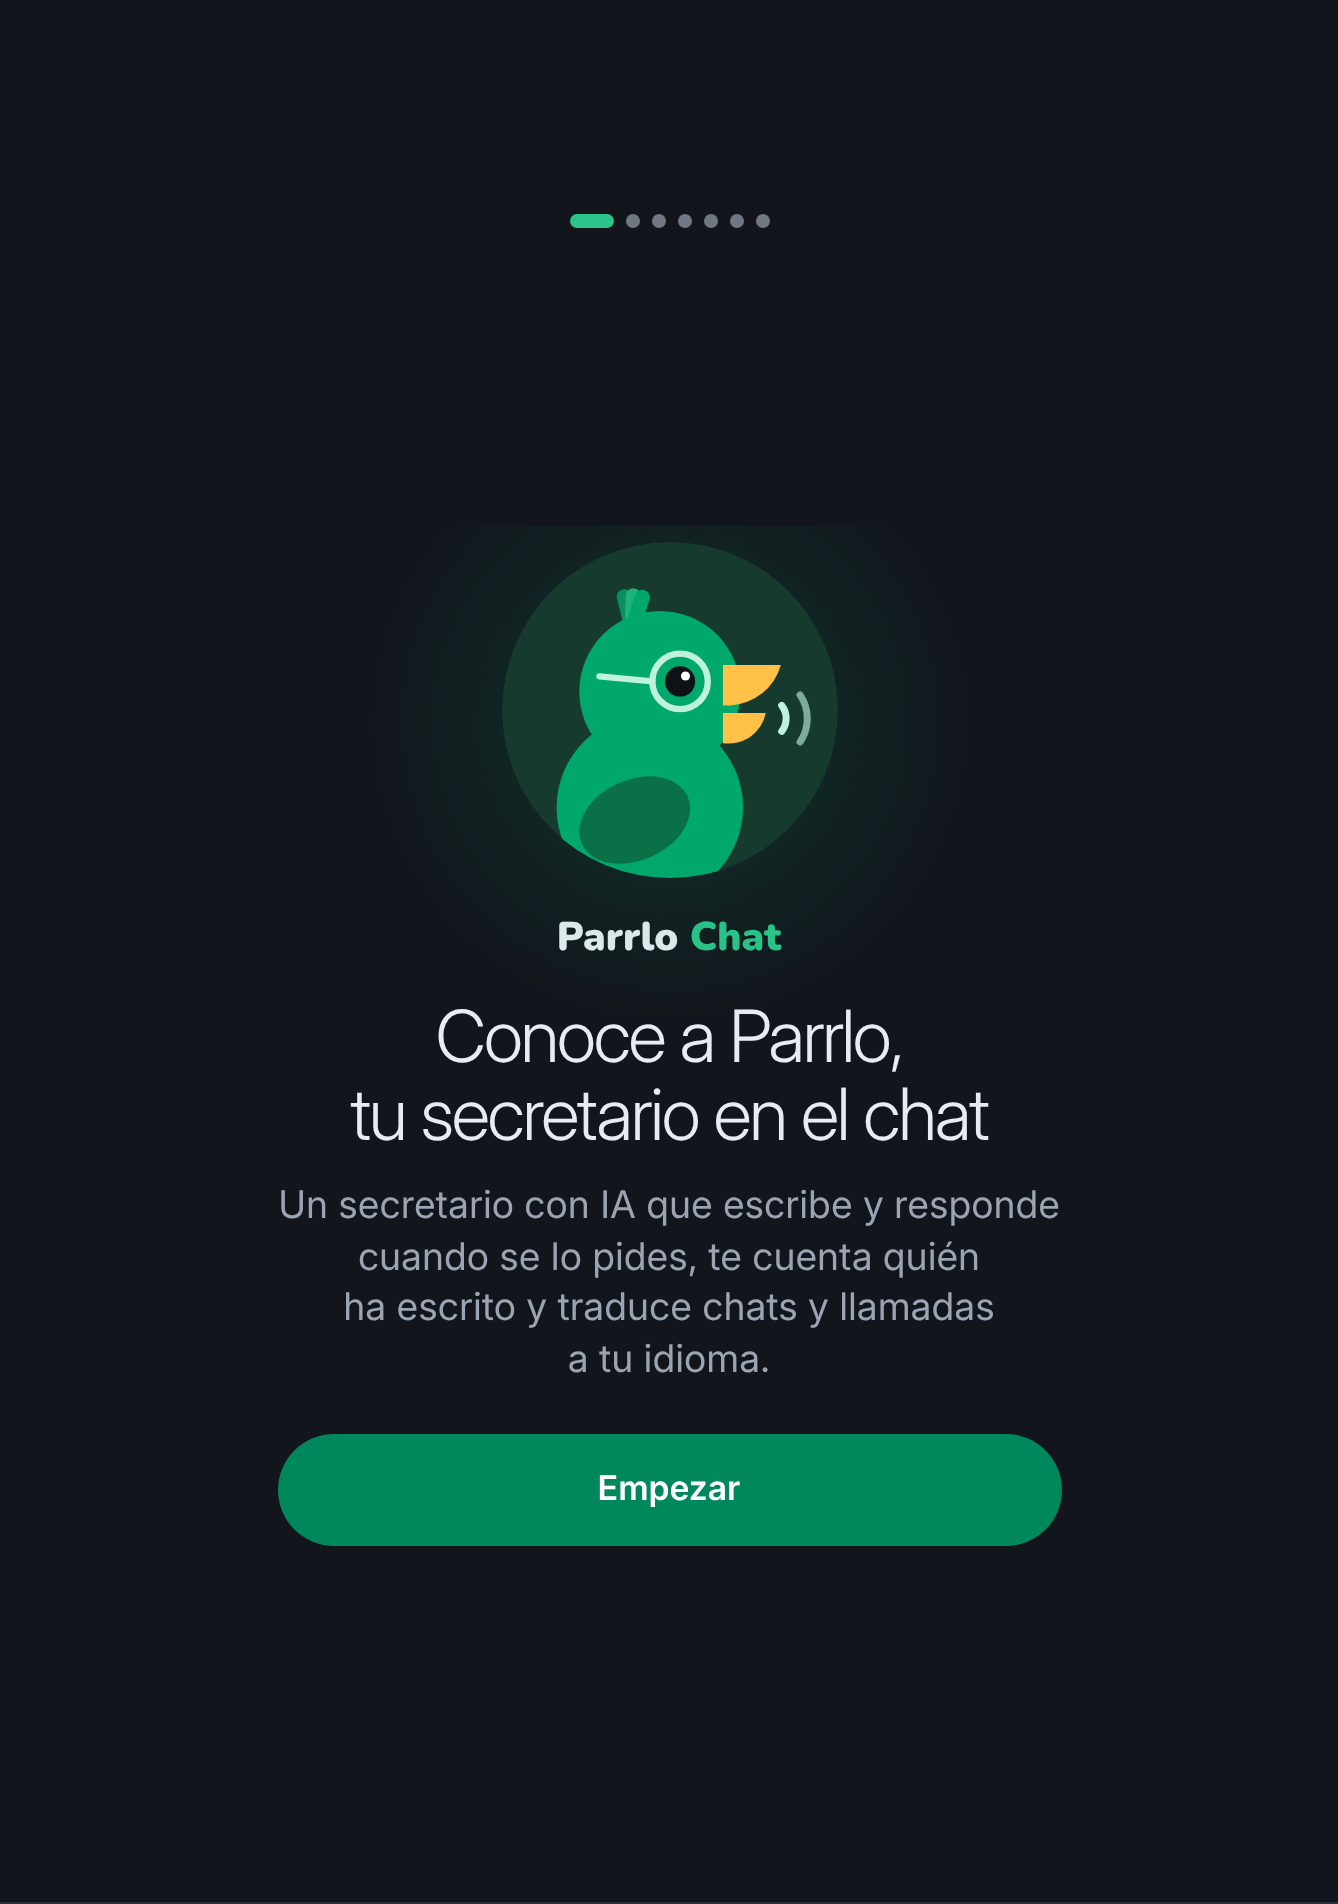 Parrlo Chat
Conoce a Parrlo,
tu secretario en el chat
Un secretario con IA que escribe y responde
cuando se lo pides, te cuenta quién
ha escrito y traduce chats y llamadas
a tu idioma.
Empezar